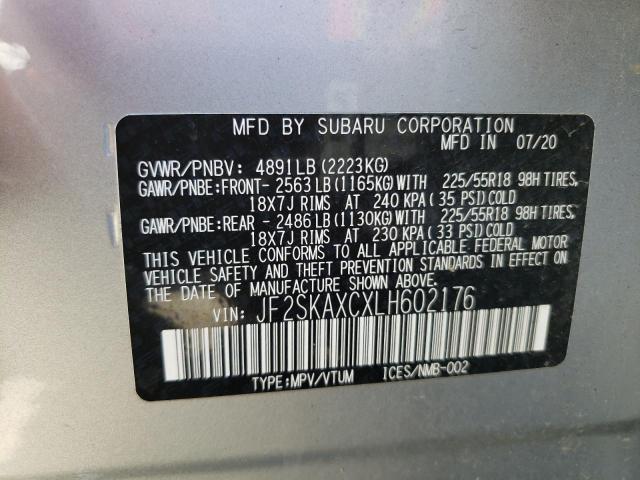 MFD BY SUBARU CORPORATION
MFD IN 07/20
GVWR/PNBV: 4891LB(2223KG)
GAWR/PNBE:FRONT- 2563LB(1165KG)WITH 225/55R18 98H TIRES,
18X7J RIMS AT 240 KPA(35 PSI)COLD
GAWR/PNBE:REAR - 2486LB(1130KG)WITH 225/55R18 98H TIRES,
18X7J RIMS AT 230 KPA(33 PSI)COLD
THIS VEHICLE CONFORMS TO ALL APPLICABLE FEDERAL MOTOR
VEHICLE SAFETY AND THEFT PREVENTION STANDARDS IN EFFECT ON
THE DATE OF MANUFACTURE SHOWN ABOVE.
VIN: JF2SKAXCXLH602176
TYPE:MPV/VTUM ICES/NMB-002